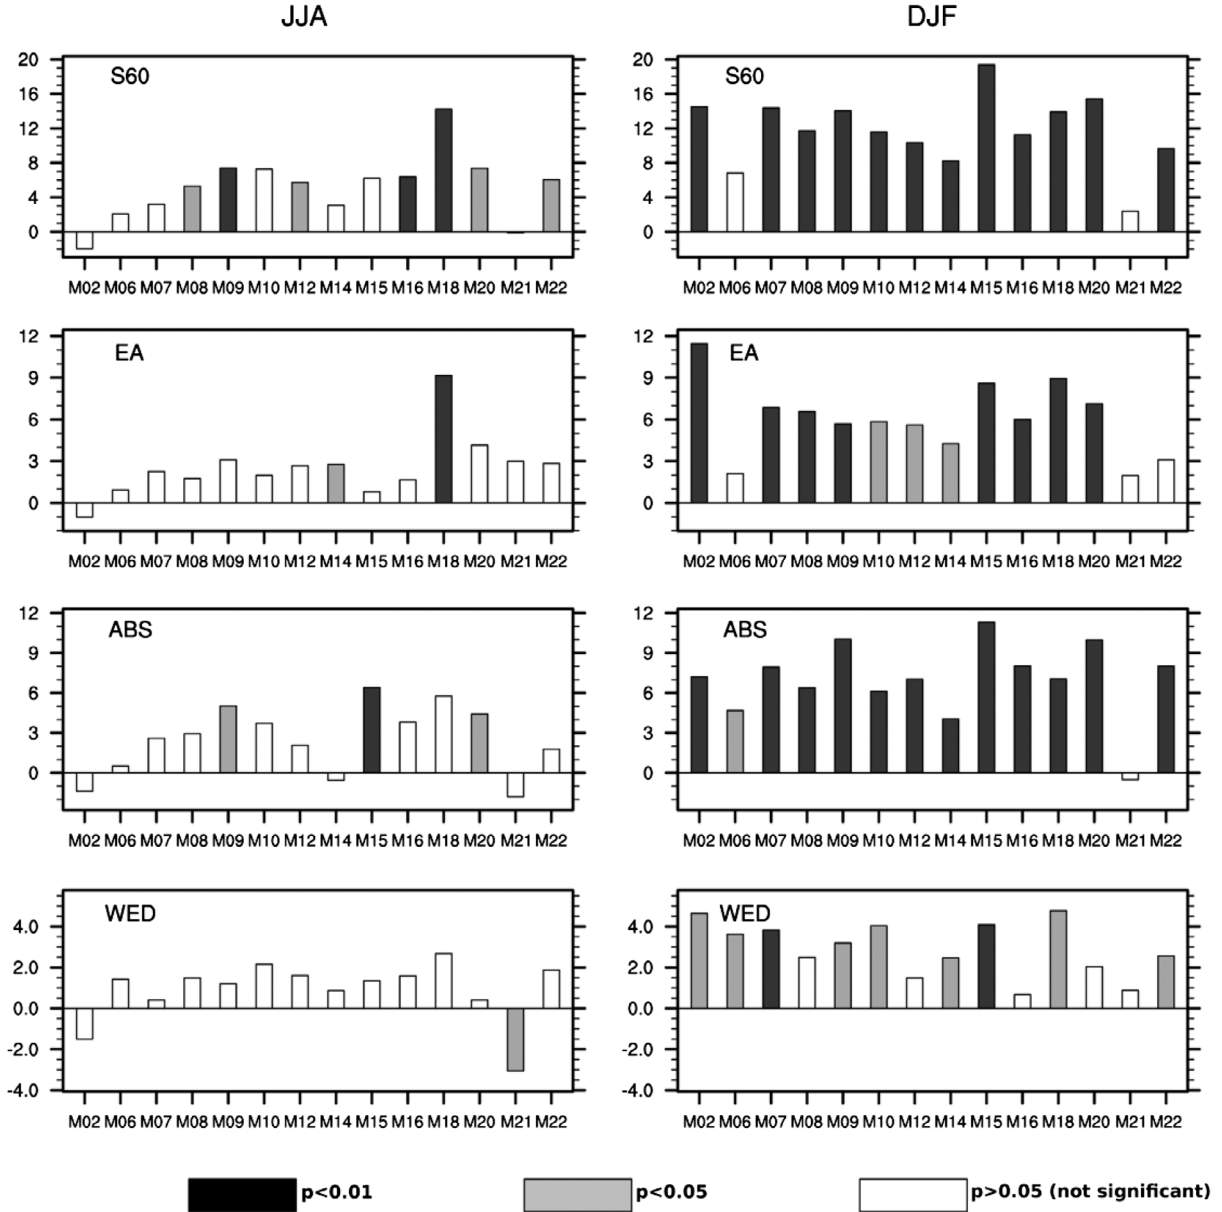 JJA DJF
20 S60 20 S60
16 16
12 12
8 8
4 4
0 0
M02 M06 M07 M08 M09 M10 M12 M14 M15 M16 M18 M20 M21 M22 M02 M06 M07 M08 M09 M10 M12 M14 M15 M16 M18 M20 M21 M22
12 EA 12 EA
9 9
6 6
3 3
0 0
M02 M06 M07 M08 M09 M10 M12 M14 M15 M16 M18 M20 M21 M22 M02 M06 M07 M08 M09 M10 M12 M14 M15 M16 M18 M20 M21 M22
12 ABS 12 ABS
9 9
6 6
3 3
0 0
M02 M06 M07 M08 M09 M10 M12 M14 M15 M16 M18 M20 M21 M22 M02 M06 M07 M08 M09 M10 M12 M14 M15 M16 M18 M20 M21 M22
WED WED
4.0 4.0
2.0 2.0
0.0 0.0
-2.0 -2.0
-4.0 -4.0
M02 M06 M07 M08 M09 M10 M12 M14 M15 M16 M18 M20 M21 M22 M02 M06 M07 M08 M09 M10 M12 M14 M15 M16 M18 M20 M21 M22
p<0.01 p<0.05 p>0.05 (not significant)